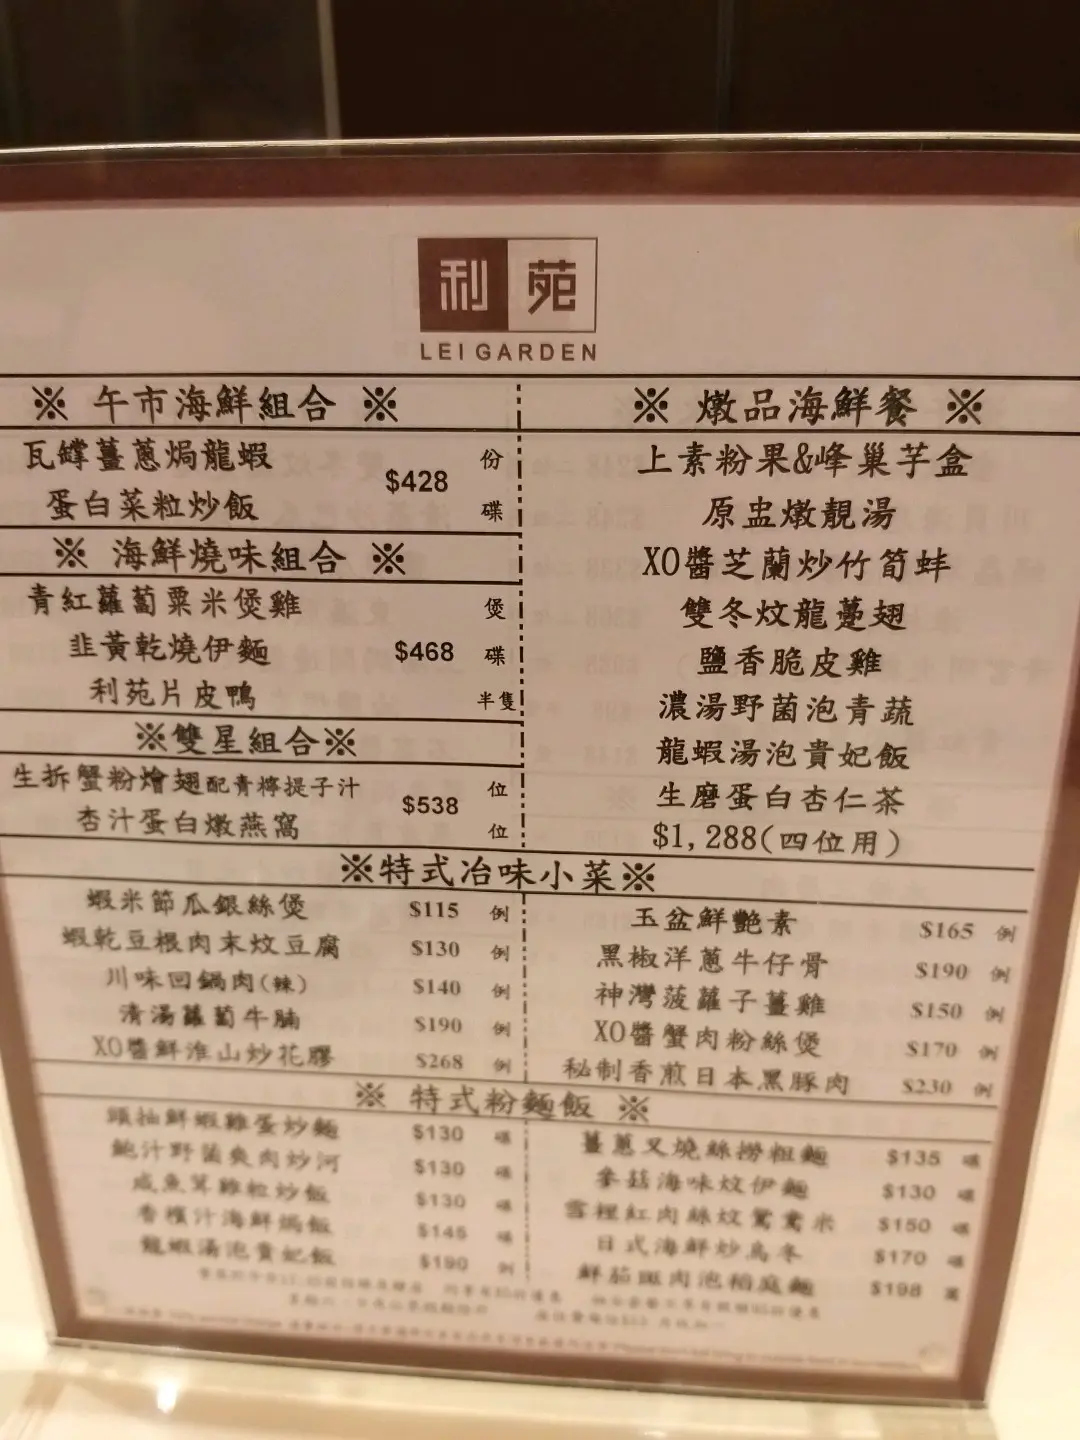 利苑
LEI GARDEN
※ 午市海鮮組合 ※
瓦罉薑蔥焗龍蝦 份
$428
蛋白菜粒炒飯 碟
※ 海鮮燒味組合 ※
青紅蘿蔔粟米煲雞 煲
韭黃乾燒伊麵 $468 碟
利苑片皮鴨 半隻
※雙星組合※
生拆蟹粉燴翅配青檸提子汁 位
$538
杏汁蛋白燉燕窩 位
※ 燉品海鮮餐 ※
上素粉果&蜂巢芋盒
原盅燉靚湯
XO醬芝蘭炒竹筍蚌
雙冬炆龍躉翅
鹽香脆皮雞
濃湯野菌泡青蔬
龍蝦湯泡貴妃飯
生磨蛋白杏仁茶
$1,288(四位用)
※特式冶味小菜※
蝦米節瓜銀絲煲 $115 例
蝦乾豆根肉末炆豆腐 $130 例
川味回鍋肉(辣) $140 例
清湯蘿蔔牛腩 $190 例
XO醬鮮淮山炒花膠 $268 例
玉盆鮮艷素 $165 例
黑椒洋蔥牛仔骨 $190 例
神灣菠蘿子薑雞 $150 例
XO醬蟹肉粉絲煲 $170 例
秘制香煎日本黑豚肉 $230 例
※ 特式粉麵飯 ※
頭抽鮮蝦雞蛋炒麵 $130 碟
鮑汁野菌爽肉炒河 $130 碟
咸魚茸雞粒炒飯 $130 碟
香檳汁海鮮焗飯 $145 碟
龍蝦湯泡貴妃飯 $190 例
薑蔥叉燒絲撈粗麵 $135 碟
麥菇海味炆伊麵 $130 碟
雪裡紅肉絲炆鴛鴦米 $150 碟
日式海鮮炒烏冬 $170 碟
鮮茄斑肉泡稻庭麵 $198 窩